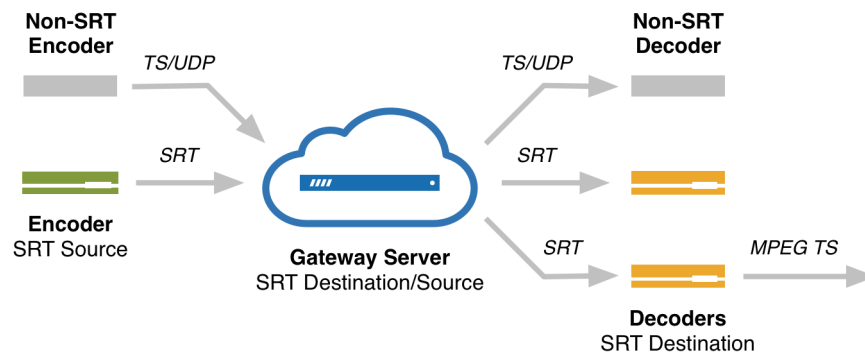 Non-SRT
Encoder
TS/UDP
SRT
Encoder
SRT Source
Gateway Server
SRT Destination/Source
Non-SRT
Decoder
TS/UDP
SRT
SRT
MPEG TS
Decoders
SRT Destination